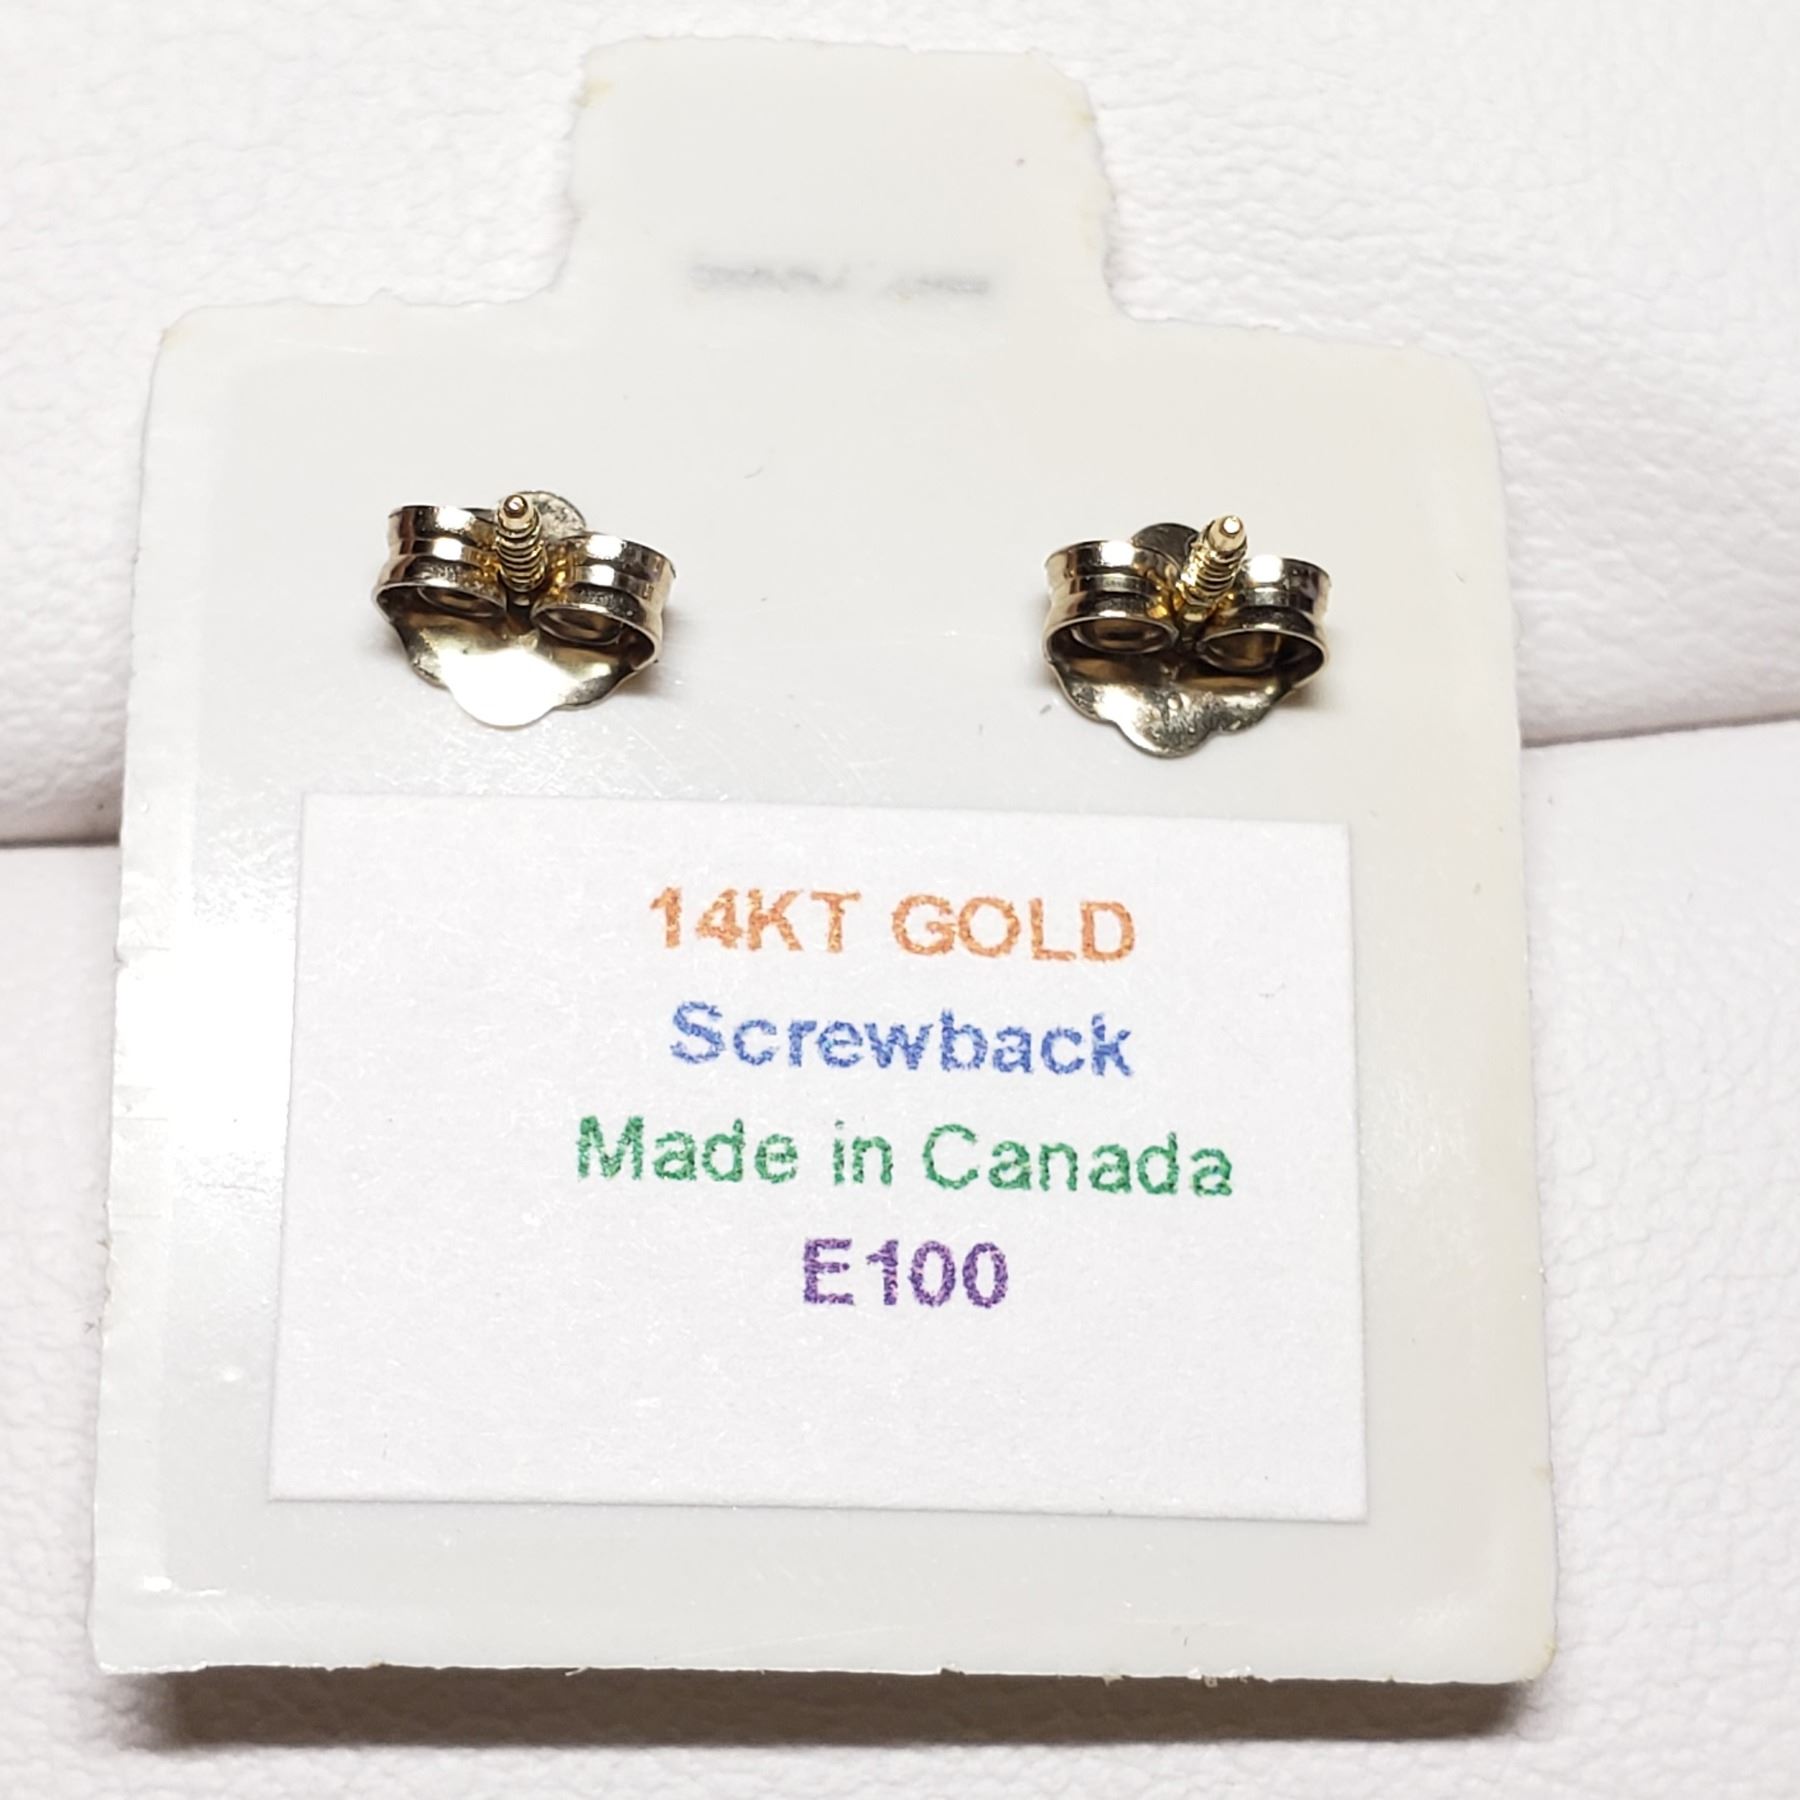 14KT GOLD
Screwback
Made in Canada
E100